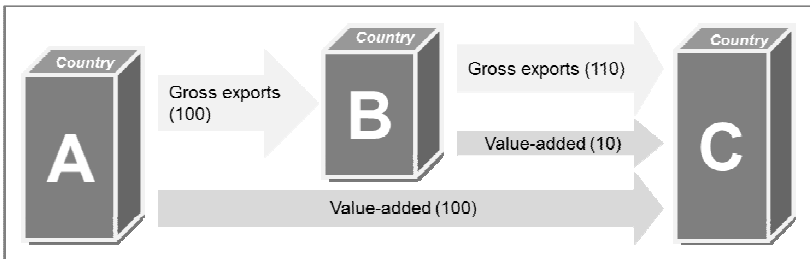 Country
A
Gross exports
(100)
Country
B
Gross exports (110)
Value-added (10)
Value-added (100)
Country
C